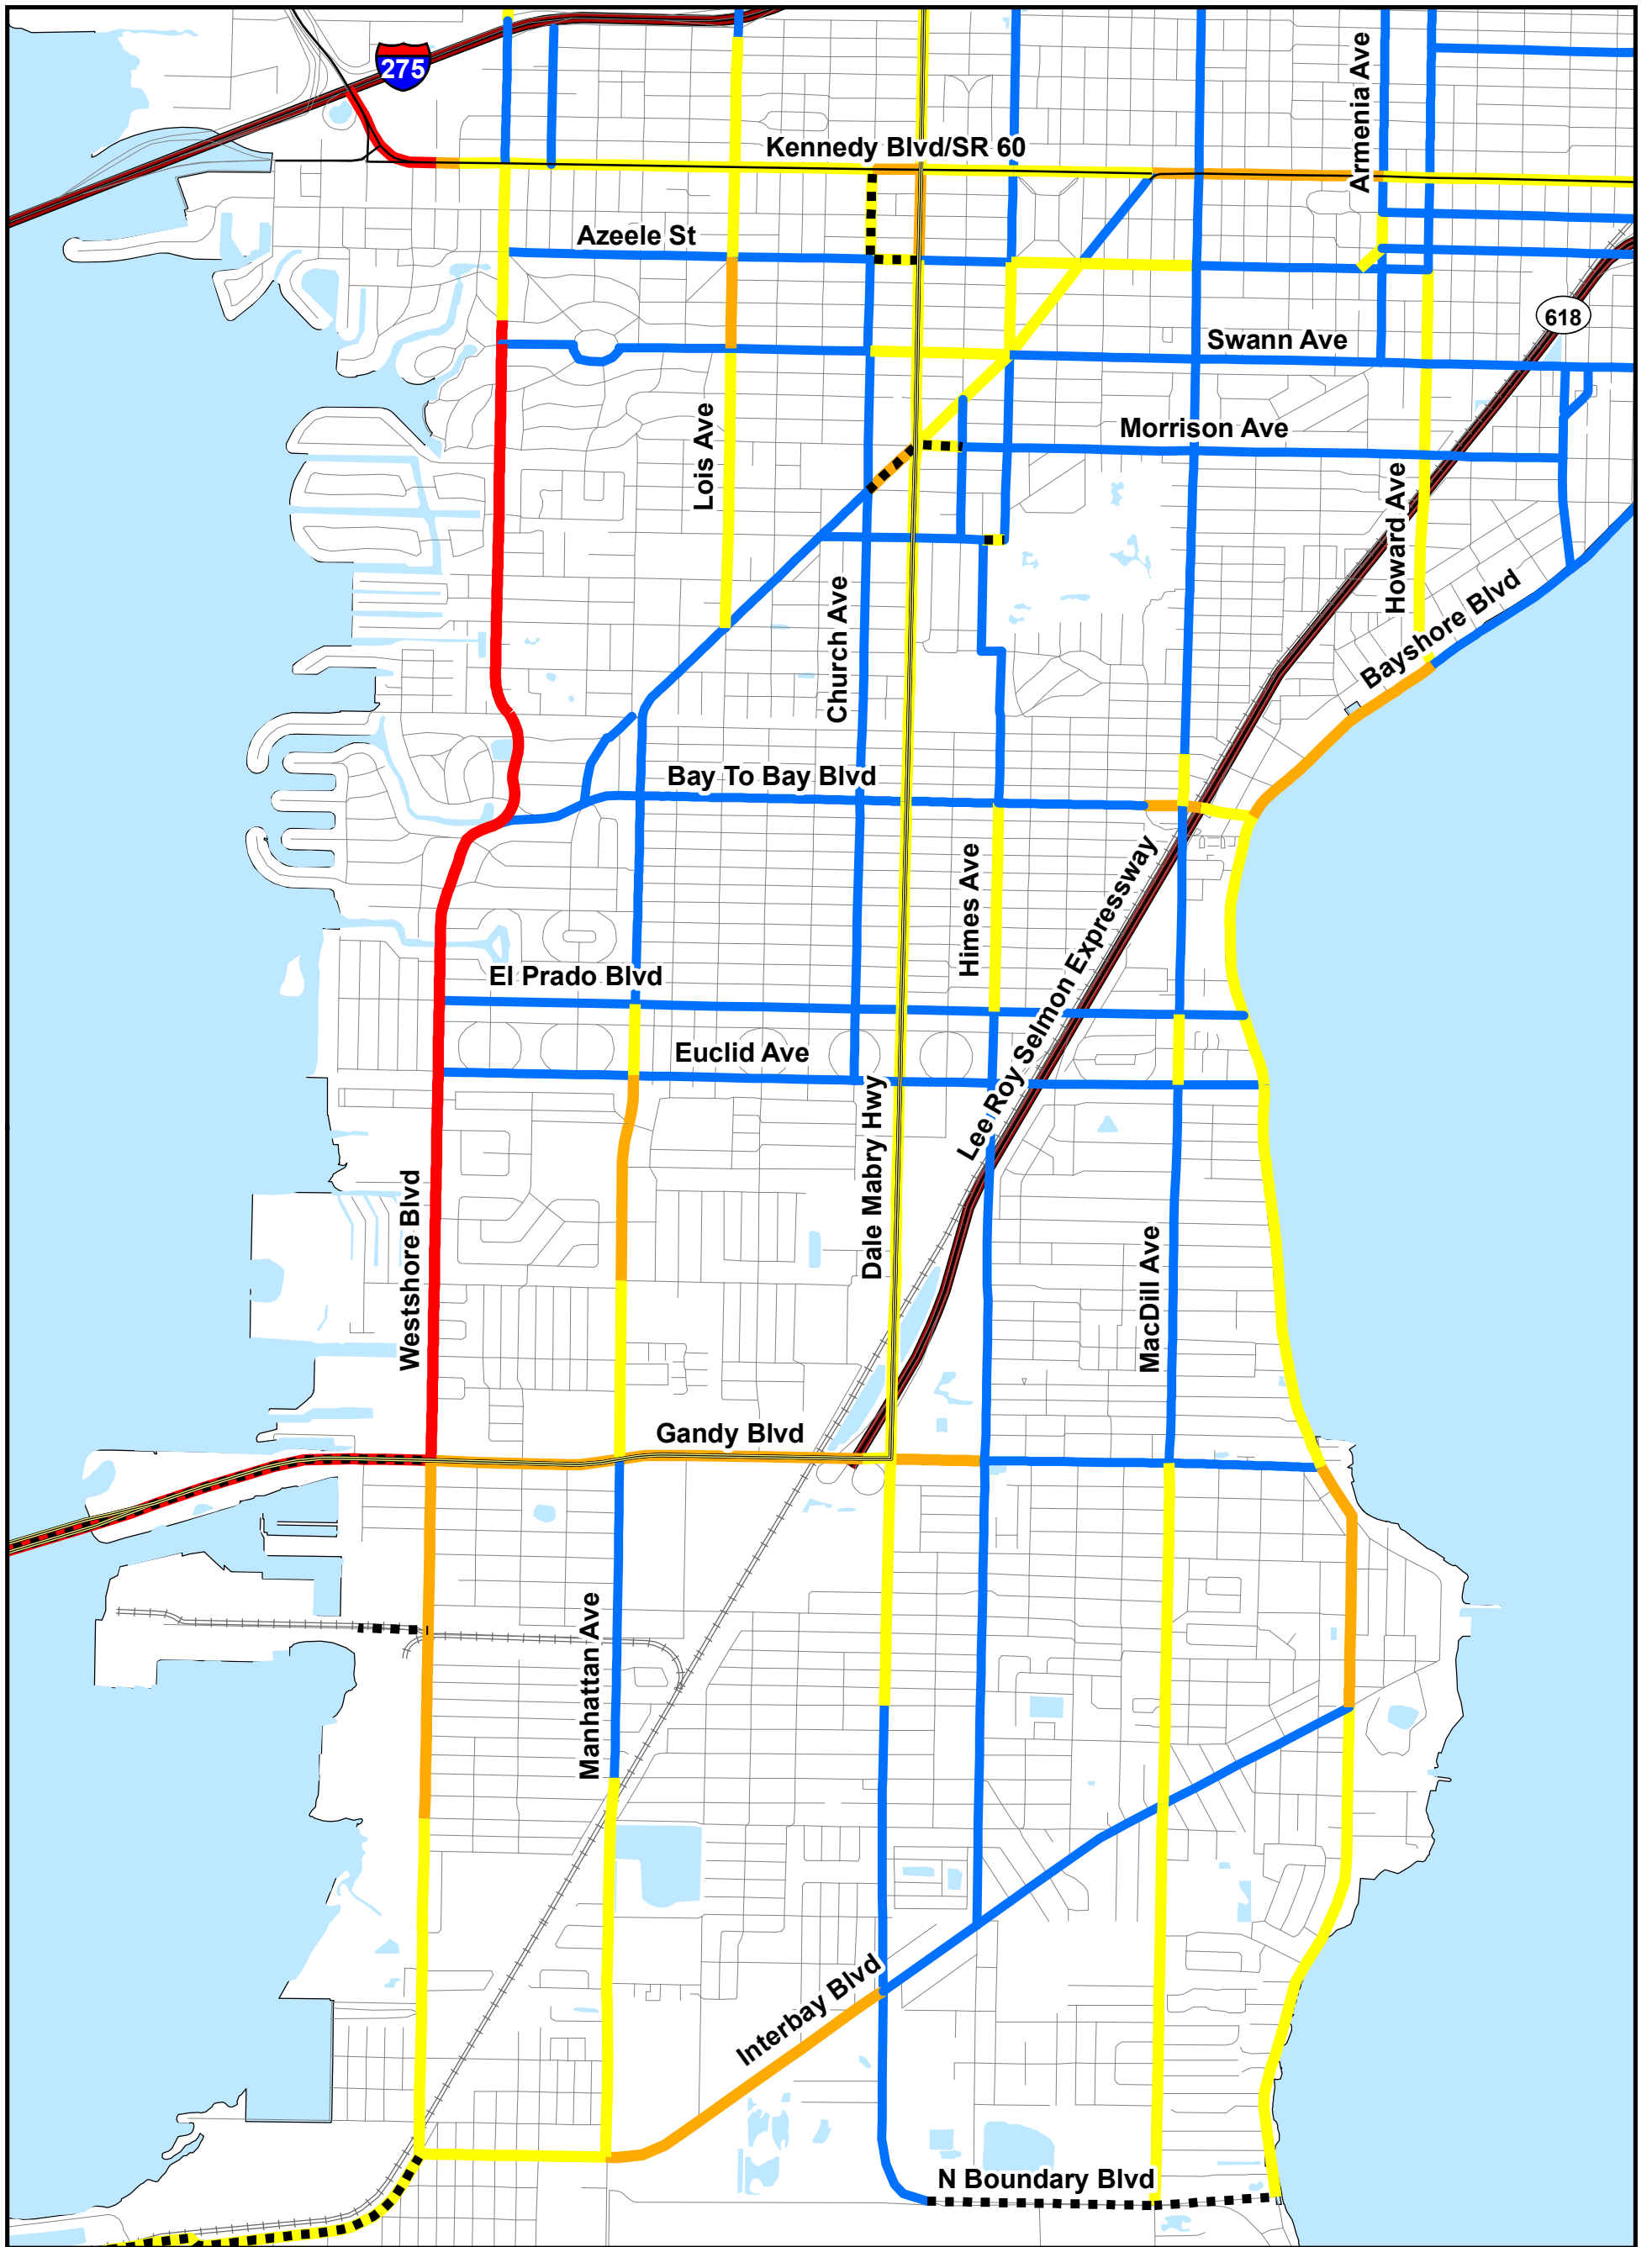 275
Armenia Ave
Kennedy Blvd/SR 60
Azeele St
618
Swann Ave
Lois Ave
Morrison Ave
Howard Ave
Church Ave
Bayshore Blvd
Bay To Bay Blvd
Himes Ave
Lee Roy Selmon Expressway
El Prado Blvd
Euclid Ave
Dale Mabry Hwy
Westshore Blvd
MacDill Ave
Gandy Blvd
Manhattan Ave
Interbay Blvd
N Boundary Blvd